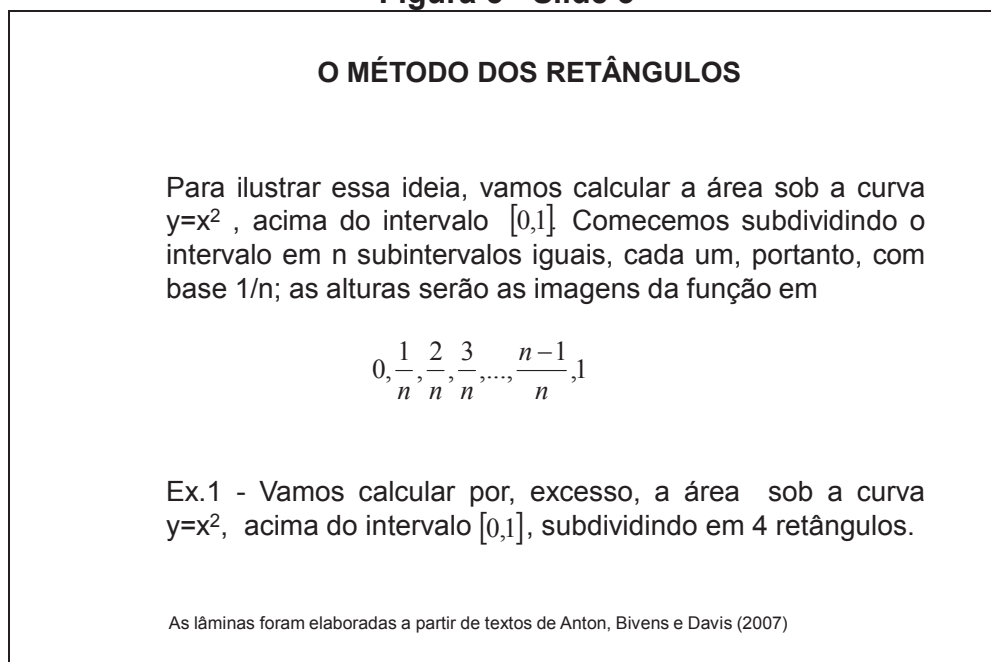 O MÉTODO DOS RETÂNGULOS
Para ilustrar essa ideia, vamos calcular a área sob a curva
y=x² , acima do intervalo [0,1]. Comecemos subdividindo o
intervalo em n subintervalos iguais, cada um, portanto, com
base 1/n; as alturas serão as imagens da função em
0, 1/n, 2/n, 3/n,..., n−1/n ,1
Ex.1 - Vamos calcular por, excesso, a área sob a curva
y=x², acima do intervalo [0,1], subdividindo em 4 retângulos.
As lâminas foram elaboradas a partir de textos de Anton, Bivens e Davis (2007)